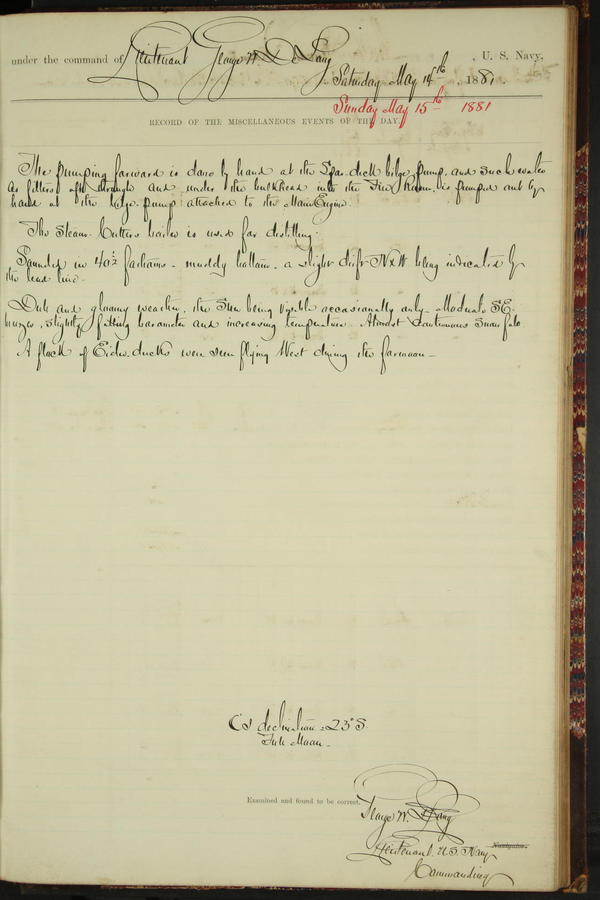 under the command of Lieutenant George W. De Long, U. S. Navy,
Saturday May 14th, 1881.
Sunday May 15th 1881
RECORD OF THE MISCELLANEOUS EVENTS OF THE DAY.
The pumping forward is done by hand at the Spar-deck bilge pump, and such water
as filters aft through and under the bulkhead into the Fire Room, is pumped out by
hand at the bilge pump attached to the Main Engine.
The Steam-Cutters boiler is used for distilling.
Sounded in 40½ fathoms - muddy bottom - a slight drift NxW being indicated by
the lead line.
Dull and gloomy weather, the Sun being visible occasionally only - Moderate SE.
breezes, slightly falling barometer and increasing temperature. Almost Continuous Snow fall
A flock of Eider ducks were seen flying West during the forenoon -
C's declination = 23° S.
Full Moon -
Examined and found to be correct.
George W. De Long
Lieutenant, U.S. Navy
Navigator.
Commanding